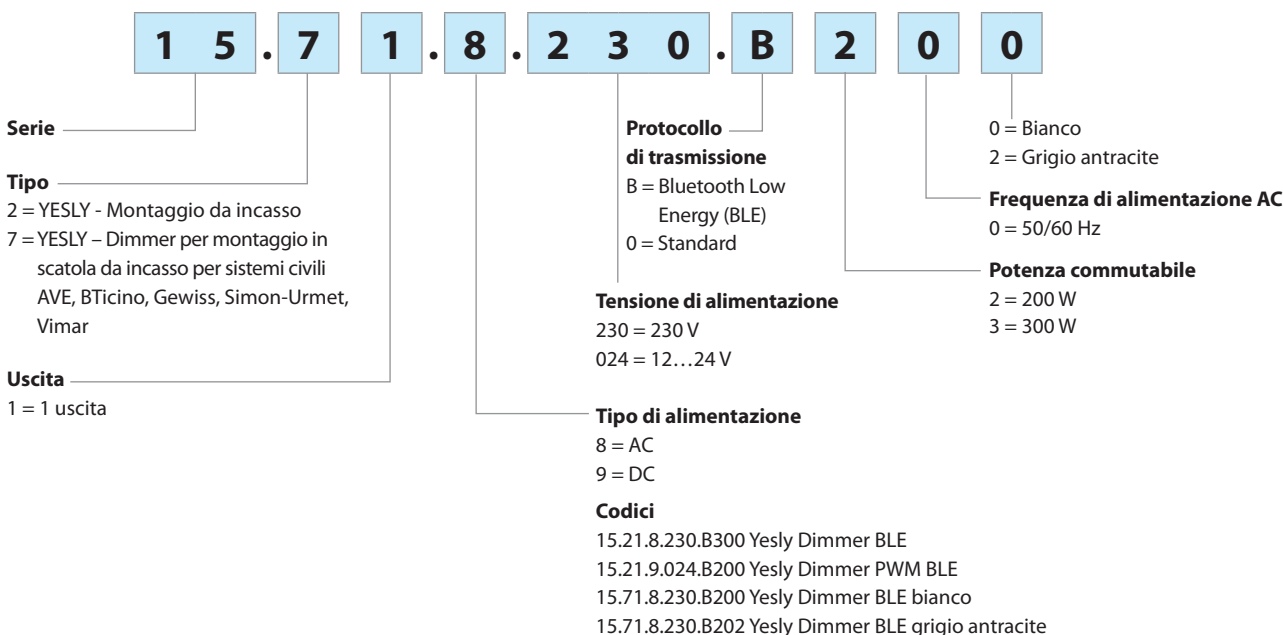 1 5 . 7 1 . 8 . 2 3 0 . B 2 0 0
Serie
Tipo
2 = YESLY - Montaggio da incasso
7 = YESLY – Dimmer per montaggio in
scatola da incasso per sistemi civili
AVE, BTicino, Gewiss, Simon-Urmet,
Vimar
Uscita
1 = 1 uscita
Protocollo
di trasmissione
B = Bluetooth Low
Energy (BLE)
0 = Standard
Tensione di alimentazione
230 = 230 V
024 = 12…24 V
Tipo di alimentazione
8 = AC
9 = DC
Codici
15.21.8.230.B300 Yesly Dimmer BLE
15.21.9.024.B200 Yesly Dimmer PWM BLE
15.71.8.230.B200 Yesly Dimmer BLE bianco
15.71.8.230.B202 Yesly Dimmer BLE grigio antracite
0 = Bianco
2 = Grigio antracite
Frequenza di alimentazione AC
0 = 50/60 Hz
Potenza commutabile
2 = 200 W
3 = 300 W